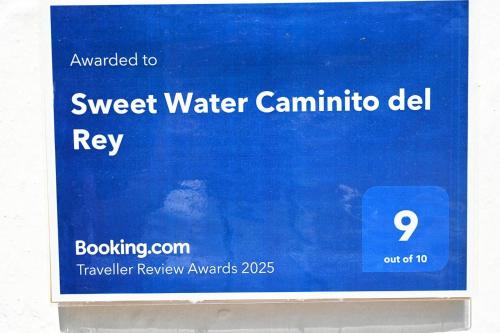 Awarded to
Sweet Water Caminito del
Rey
Booking.com
Traveller Review Awards 2025
9
out of 10